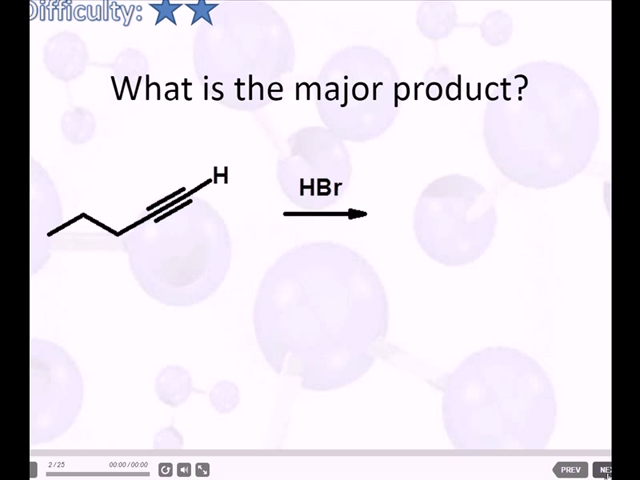 Difficulty:
What is the major product?
H
HBr
2 / 25
00:00 / 00:00
PREV